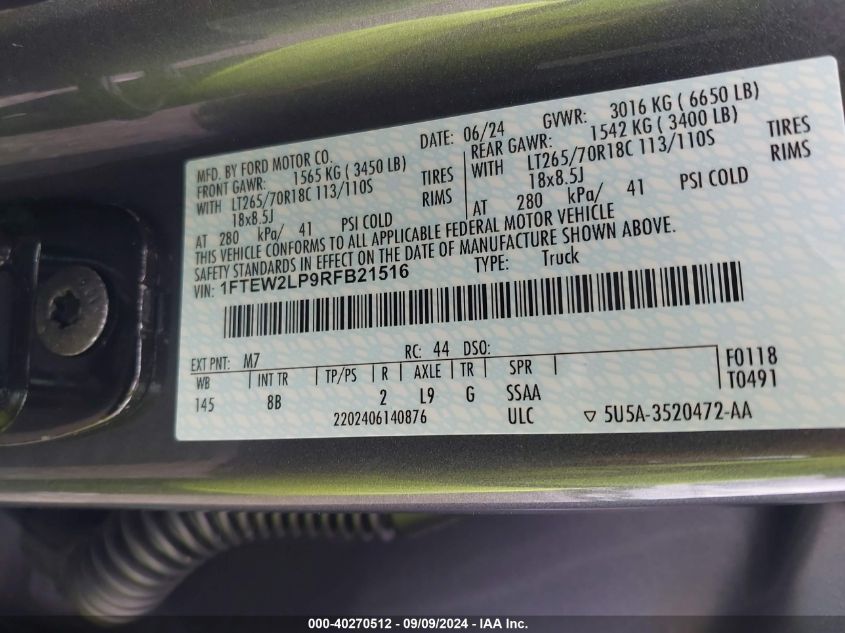 MFD. BY FORD MOTOR CO. DATE: 06/24 GVWR: 3016 KG ( 6650 LB)
FRONT GAWR: 1565 KG ( 3450 LB) REAR GAWR: 1542 KG ( 3400 LB)
WITH LT265/70R18C 113/110S TIRES WITH LT265/70R18C 113/110S TIRES
18x8.5J RIMS 18x8.5J RIMS
AT 280 kPa/ 41 PSI COLD AT 280 kPa/ 41 PSI COLD
THIS VEHICLE CONFORMS TO ALL APPLICABLE FEDERAL MOTOR VEHICLE
SAFETY STANDARDS IN EFFECT ON THE DATE OF MANUFACTURE SHOWN ABOVE.
VIN: 1FTEW2LP9RFB21516 TYPE: Truck
EXT PNT: M7 RC: 44 DSO:
WB INT TR TP/PS R AXLE TR SPR F0118
145 8B 2 L9 G SSAA T0491
2202406140876 ULC ▽ 5U5A-3520472-AA
000-40270512 - 09/09/2024 - IAA Inc.